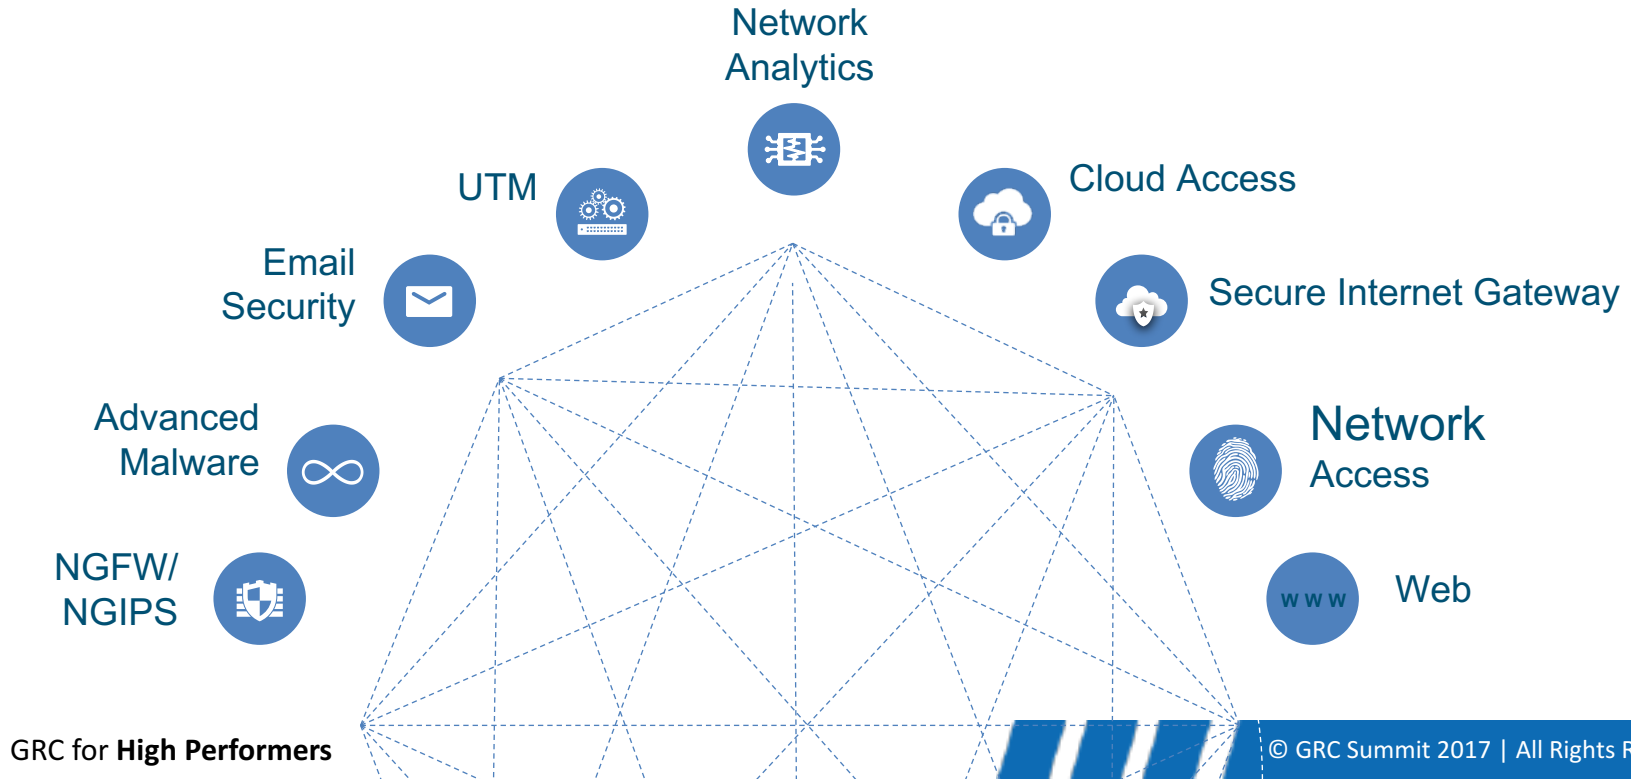 Network
Analytics
UTM
Cloud Access
Email
Security
Secure Internet Gateway
Advanced
Malware
Network
Access
NGFW/
NGIPS
www
Web
GRC for High Performers
© GRC Summit 2017 | All Rights R